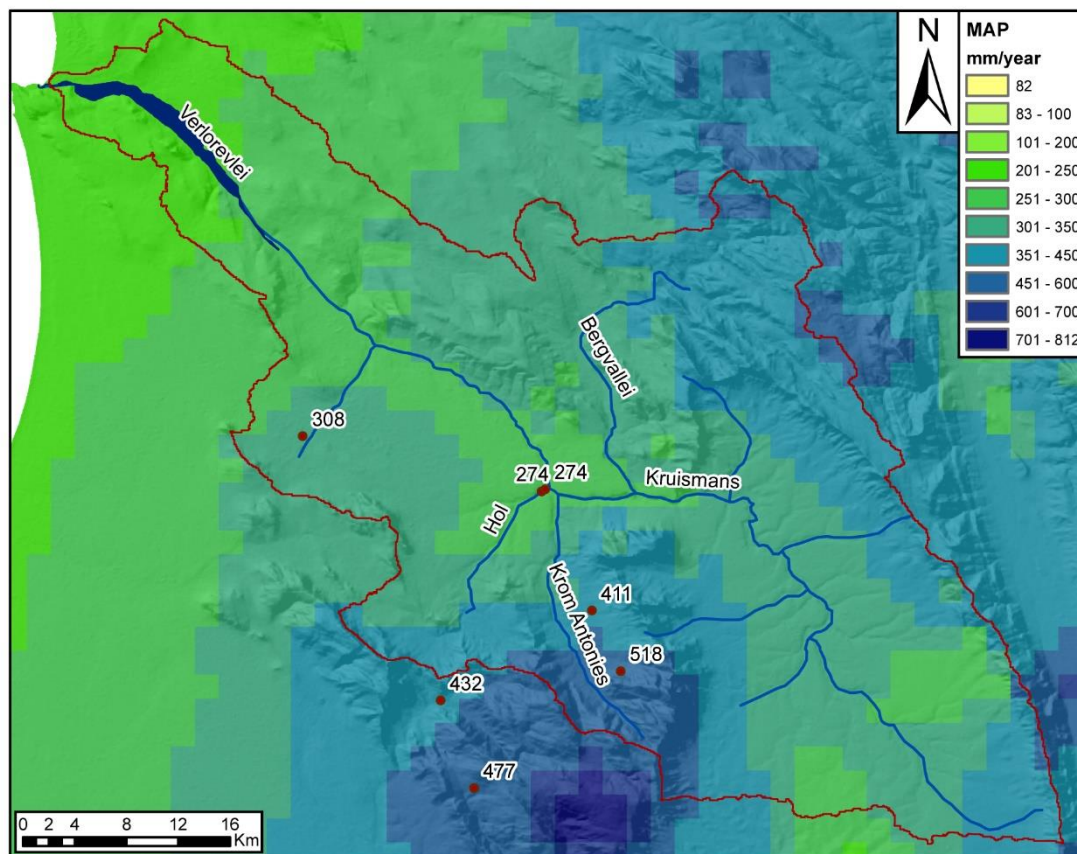 N
MAP
mm/year
82
83 - 100
101 - 200
201 - 250
251 - 300
301 - 350
351 - 450
451 - 600
601 - 700
701 - 812
Verlorevlei
Bergvallei
308
274 274
Kruismans
Hol
Krom Antonies
411
518
432
477
0 2 4 8 12 16
Km